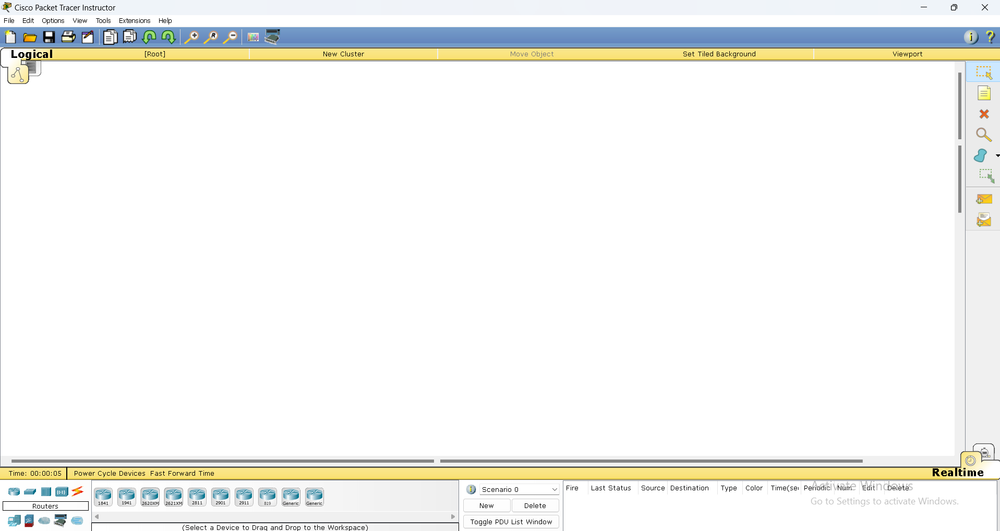 Cisco Packet Tracer Instructor
File Edit Options View Tools Extensions Help
Logical [Root] New Cluster Move Object Set Tiled Background Viewport
Time: 00:00:05 Power Cycle Devices Fast Forward Time Realtime
Routers
1841 1941 2620XM 2621XM 2811 2901 2911 819 Generic Generic
(Select a Device to Drag and Drop to the Workspace)
Scenario 0
New Delete
Toggle PDU List Window
Fire Last Status Source Destination Type Color Time(se Periodic Num Edit Delete
Activate Windows
Go to Settings to activate Windows.